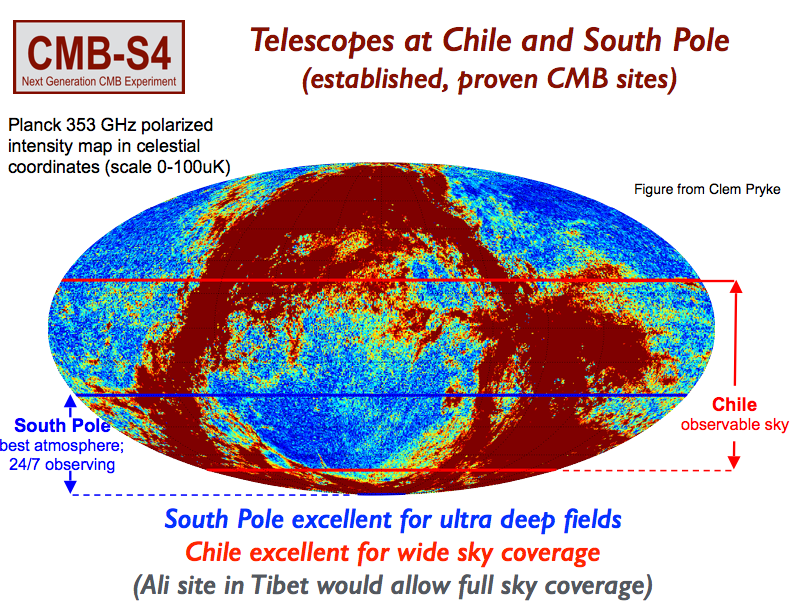 CMB-S4
Next Generation CMB Experiment
Telescopes at Chile and South Pole
(established, proven CMB sites)
Planck 353 GHz polarized
intensity map in celestial
coordinates (scale 0-100uK)
Figure from Clem Pryke
South Pole
best atmosphere;
24/7 observing
Chile
observable sky
South Pole excellent for ultra deep fields
Chile excellent for wide sky coverage
(Ali site in Tibet would allow full sky coverage)